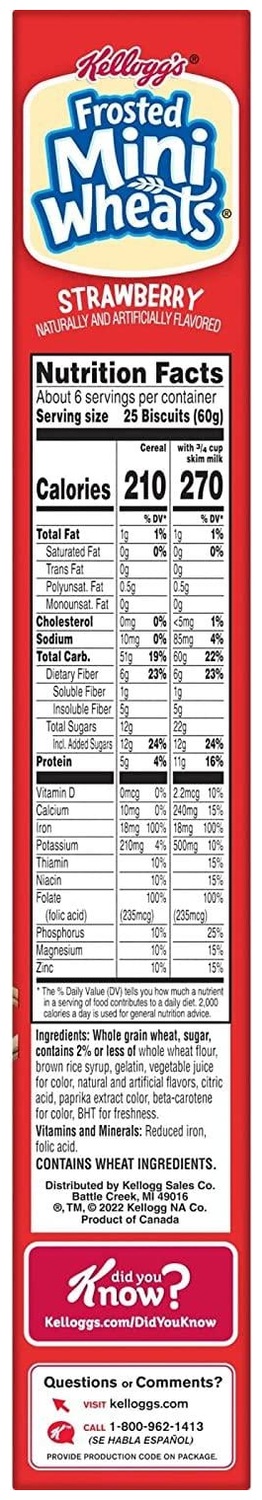 Kellogg's®
Frosted
Mini
Wheats®
STRAWBERRY
NATURALLY AND ARTIFICIALLY FLAVORED
Nutrition Facts
About 6 servings per container
Serving size 25 Biscuits (60g)
Cereal with 3/4 cup skim milk
Calories 210 270
% DV* % DV*
Total Fat 1g 1% 1g 1%
Saturated Fat 0g 0% 0g 0%
Trans Fat 0g 0g
Polyunsat. Fat 0.5g 0.5g
Monounsat. Fat 0g 0g
Cholesterol 0mg 0% <5mg 1%
Sodium 10mg 0% 85mg 4%
Total Carb. 51g 19% 60g 22%
Dietary Fiber 6g 23% 6g 23%
Soluble Fiber 1g 1g
Insoluble Fiber 5g 5g
Total Sugars 12g 22g
Incl. Added Sugars 12g 24% 12g 24%
Protein 5g 4% 11g 16%
Vitamin D 0mcg 0% 2.2mcg 10%
Calcium 10mg 0% 240mg 15%
Iron 18mg 100% 18mg 100%
Potassium 210mg 4% 500mg 10%
Thiamin 10% 15%
Niacin 10% 15%
Folate 100% 100%
(folic acid) (235mcg) (235mcg)
Phosphorus 10% 25%
Magnesium 10% 15%
Zinc 10% 15%
* The % Daily Value (DV) tells you how much a nutrient
in a serving of food contributes to a daily diet. 2,000
calories a day is used for general nutrition advice.
Ingredients: Whole grain wheat, sugar,
contains 2% or less of whole wheat flour,
brown rice syrup, gelatin, vegetable juice
for color, natural and artificial flavors, citric
acid, paprika extract color, beta-carotene
for color, BHT for freshness.
Vitamins and Minerals: Reduced iron,
folic acid.
CONTAINS WHEAT INGREDIENTS.
Distributed by Kellogg Sales Co.
Battle Creek, MI 49016
®, TM, © 2022 Kellogg NA Co.
Product of Canada
did you
Know?
Kelloggs.com/DidYouKnow
Questions or Comments?
VISIT kelloggs.com
CALL 1-800-962-1413
(SE HABLA ESPAÑOL)
PROVIDE PRODUCTION CODE ON PACKAGE.